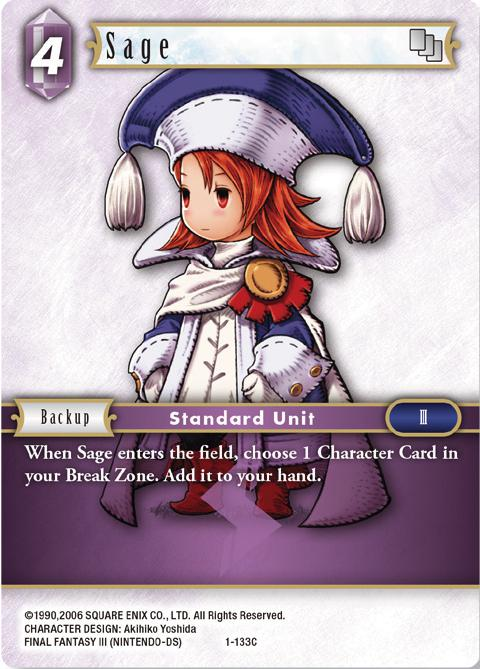 4
Sage
Backup
Standard Unit
III
When Sage enters the field, choose 1 Character Card in
your Break Zone. Add it to your hand.
©1990,2006 SQUARE ENIX CO., LTD. All Rights Reserved.
CHARACTER DESIGN: Akihiko Yoshida
FINAL FANTASY III (NINTENDO-DS)
1-133C